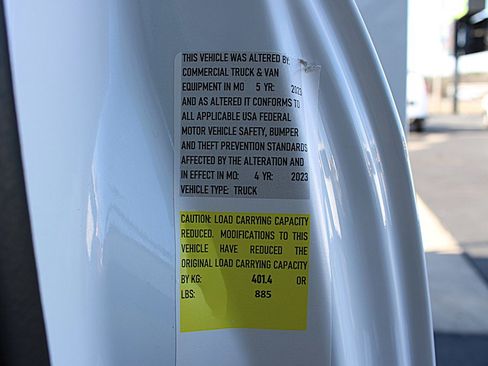 THIS VEHICLE WAS ALTERED BY:
COMMERCIAL TRUCK & VAN
EQUIPMENT IN MO 5 YR: 2023
AND AS ALTERED IT CONFORMS TO
ALL APPLICABLE USA FEDERAL
MOTOR VEHICLE SAFETY, BUMPER
AND THEFT PREVENTION STANDARDS
AFFECTED BY THE ALTERATION AND
IN EFFECT IN MO: 4 YR: 2023
VEHICLE TYPE: TRUCK
CAUTION: LOAD CARRYING CAPACITY
REDUCED. MODIFICATIONS TO THIS
VEHICLE HAVE REDUCED THE
ORIGINAL LOAD CARRYING CAPACITY
BY KG: 401.4 OR
LBS: 885